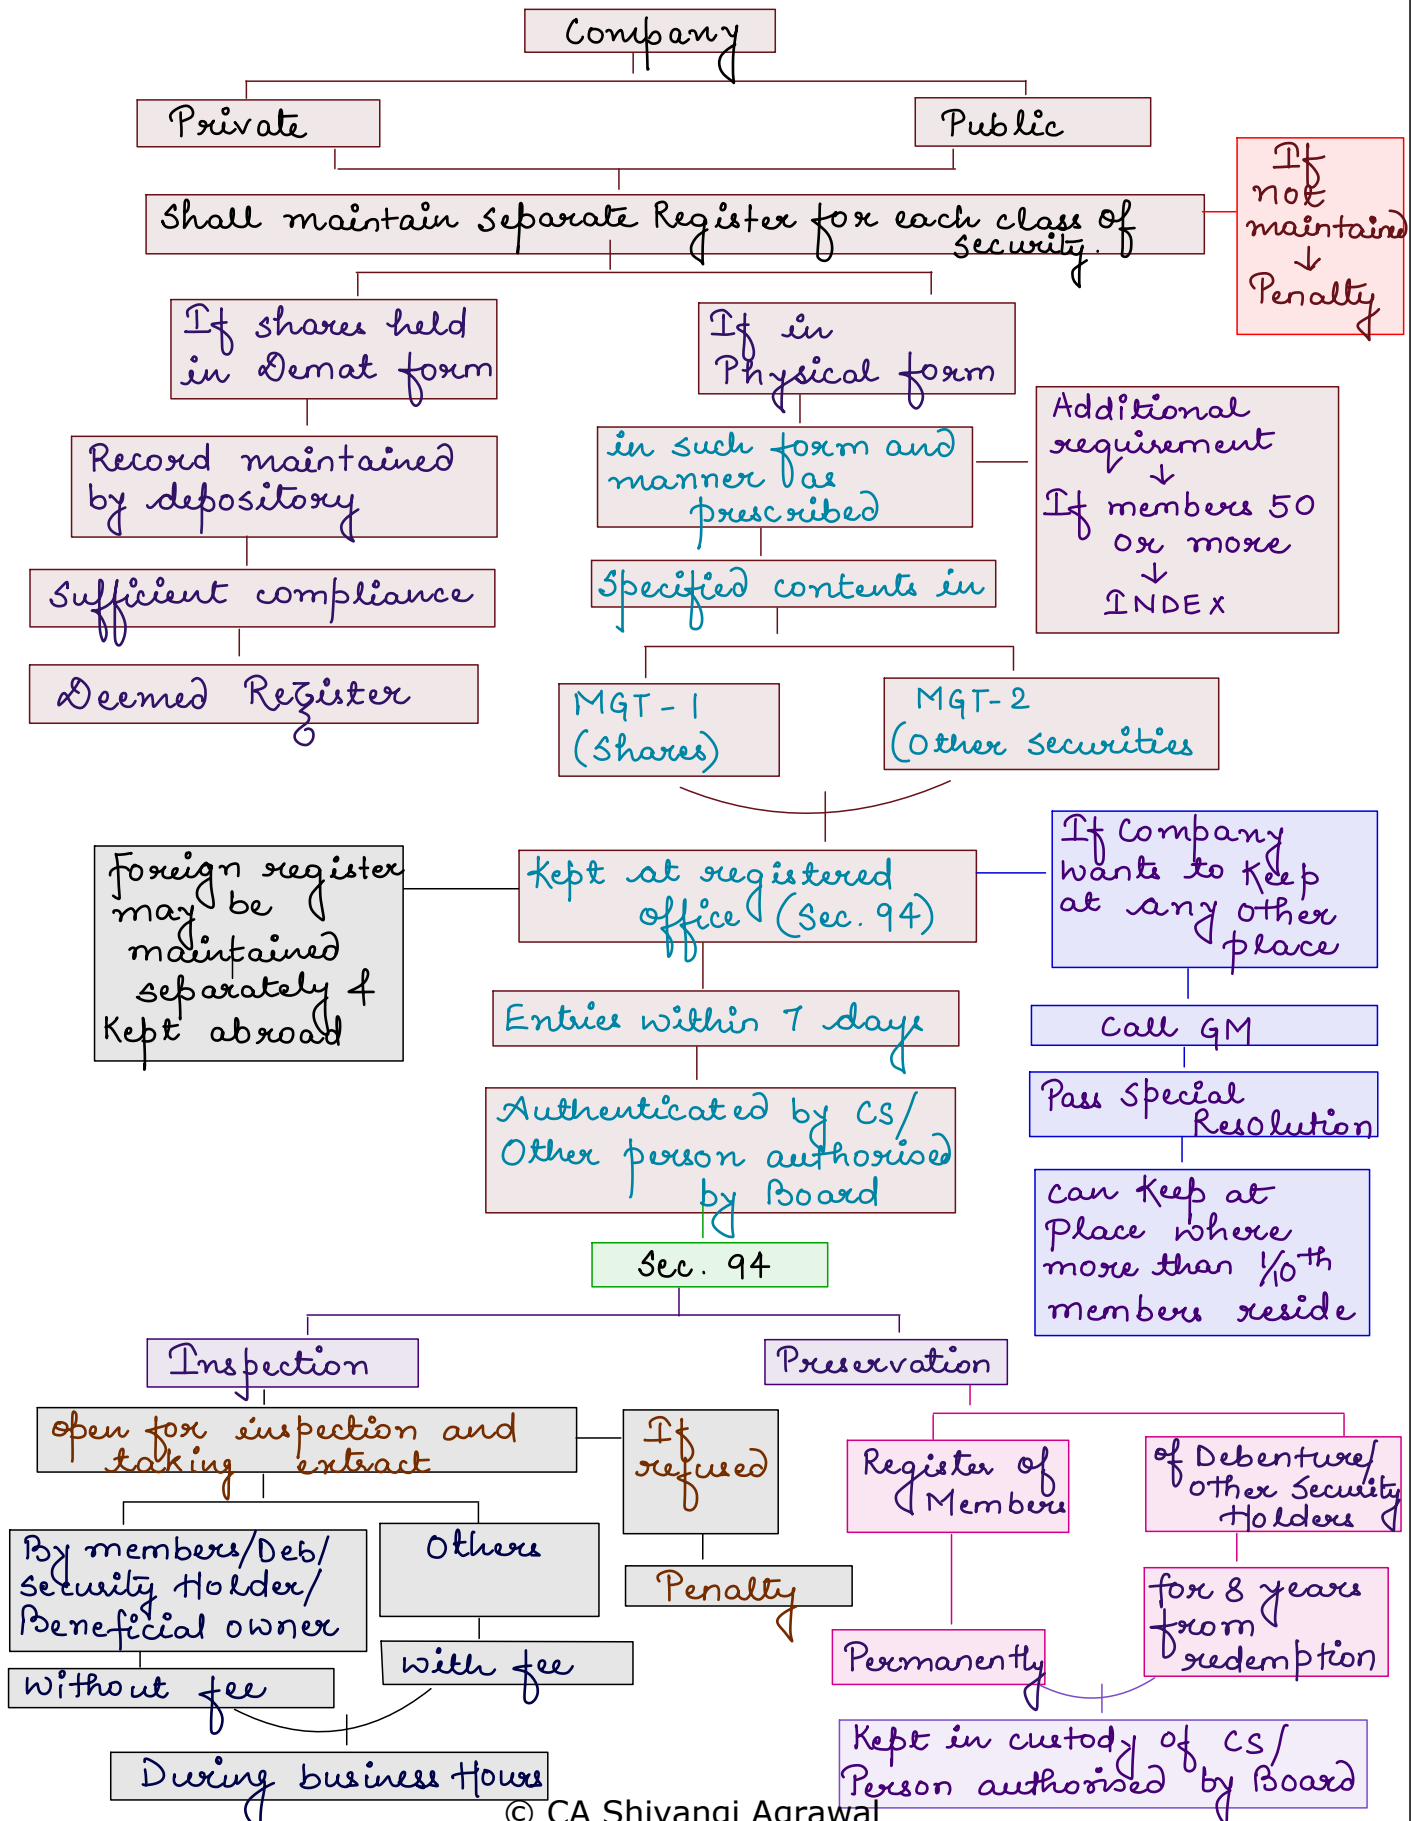 Company
Private
Public
Shall maintain separate Register for each class of
security.
If
not
maintained
↓
Penalty
If shares held
in Demat form
If in
Physical form
Record maintained
by depository
Sufficient compliance
Deemed Register
in such form and
manner as
prescribed
Additional
requirement
↓
If members 50
or more
↓
INDEX
Specified contents in
MGT-1
(Shares)
MGT-2
(Other securities
Foreign register
may be
maintained
separately &
Kept abroad
Kept at registered
office (Sec. 94)
If Company
wants to Keep
at any other
place
Call GM
Pass Special
Resolution
can Keep at
Place where
more than 1/10th
members reside
Entries within 7 days
Authenticated by CS/
Other person authorised
by Board
Sec. 94
Inspection
Preservation
open for inspection and
taking extract
If
refused
Penalty
By members/Deb/
Security Holder/
Beneficial owner
Without fee
Others
with fee
During business Hours
Register of
Members
Permanently
of Debenture/
other Security
Holders
for 8 years
from
redemption
Kept in custody of CS/
Person authorised by Board
© CA Shivangi Agrawal